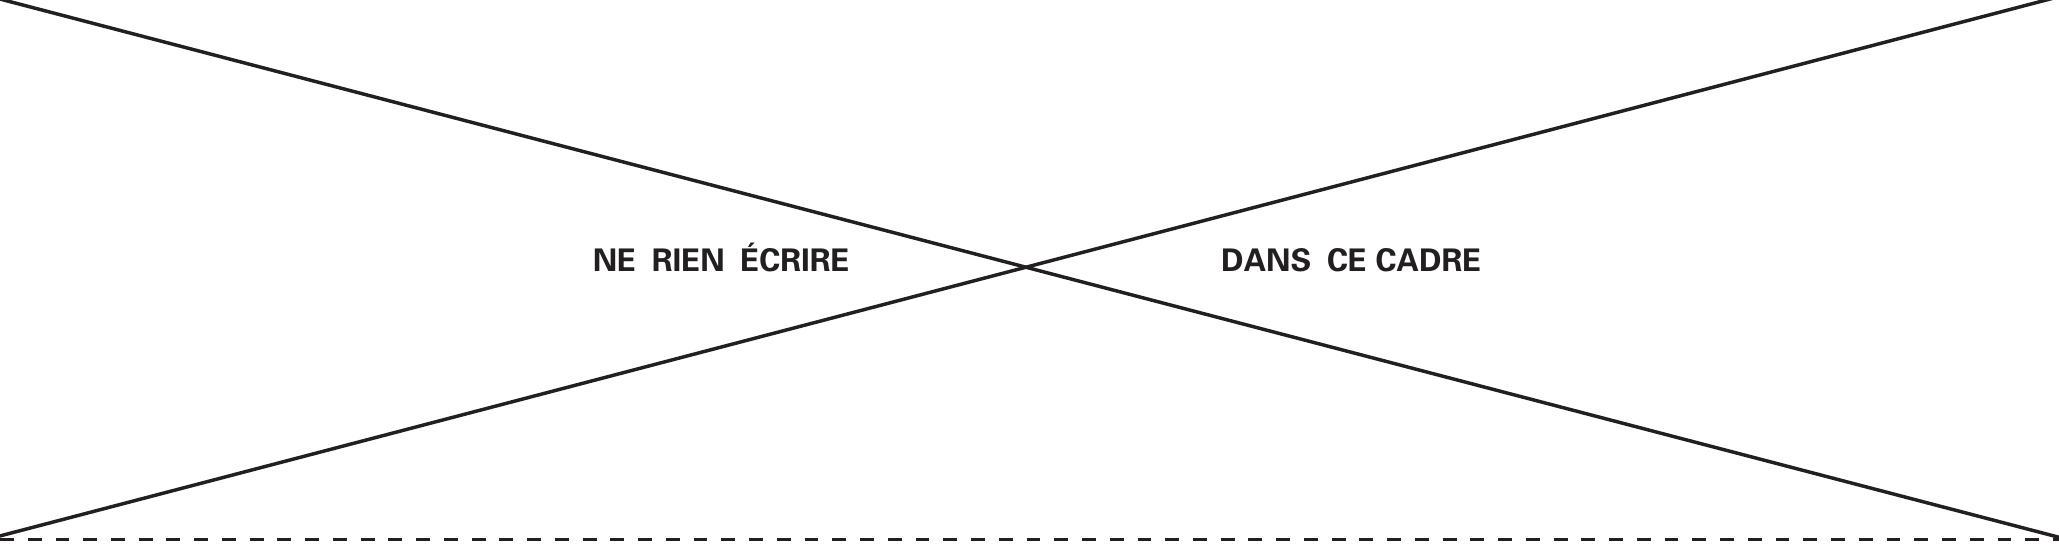 NE RIEN ÉCRIRE DANS CE CADRE